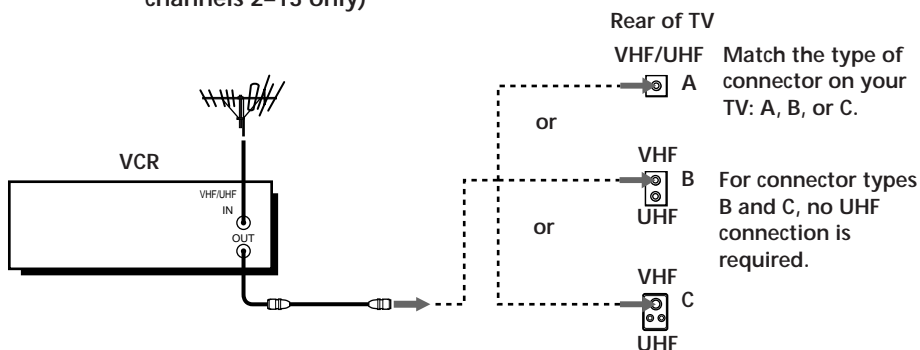 channels 2–13 only)
Rear of TV
VHF/UHF
A
Match the type of
connector on your
TV: A, B, or C.
or
VCR
VHF/UHF
IN
OUT
VHF
B
UHF
For connector types
B and C, no UHF
connection is
required.
or
VHF
C
UHF